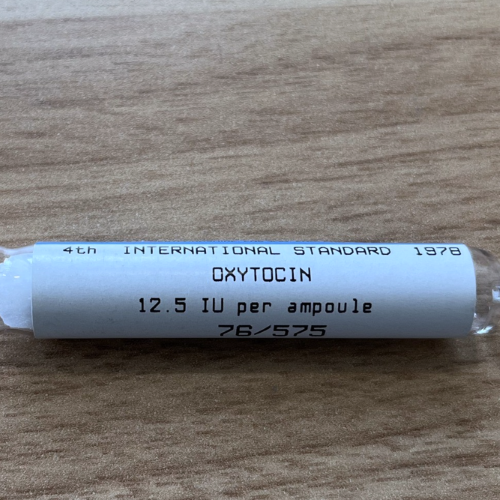 4th INTERNATIONAL STANDARD 1978
OXYTOCIN
12.5 IU per ampoule
76/575